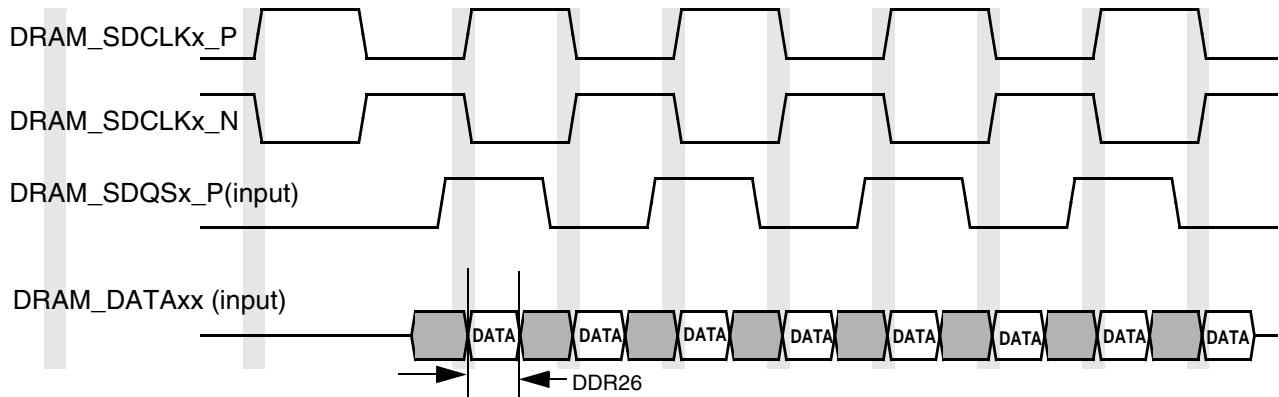 DRAM_SDCLKx_P
DRAM_SDCLKx_N
DRAM_SDQSx_P(input)
DRAM_DATAxx (input)
DATA DATA DATA DATA DATA DATA DATA DATA
DDR26